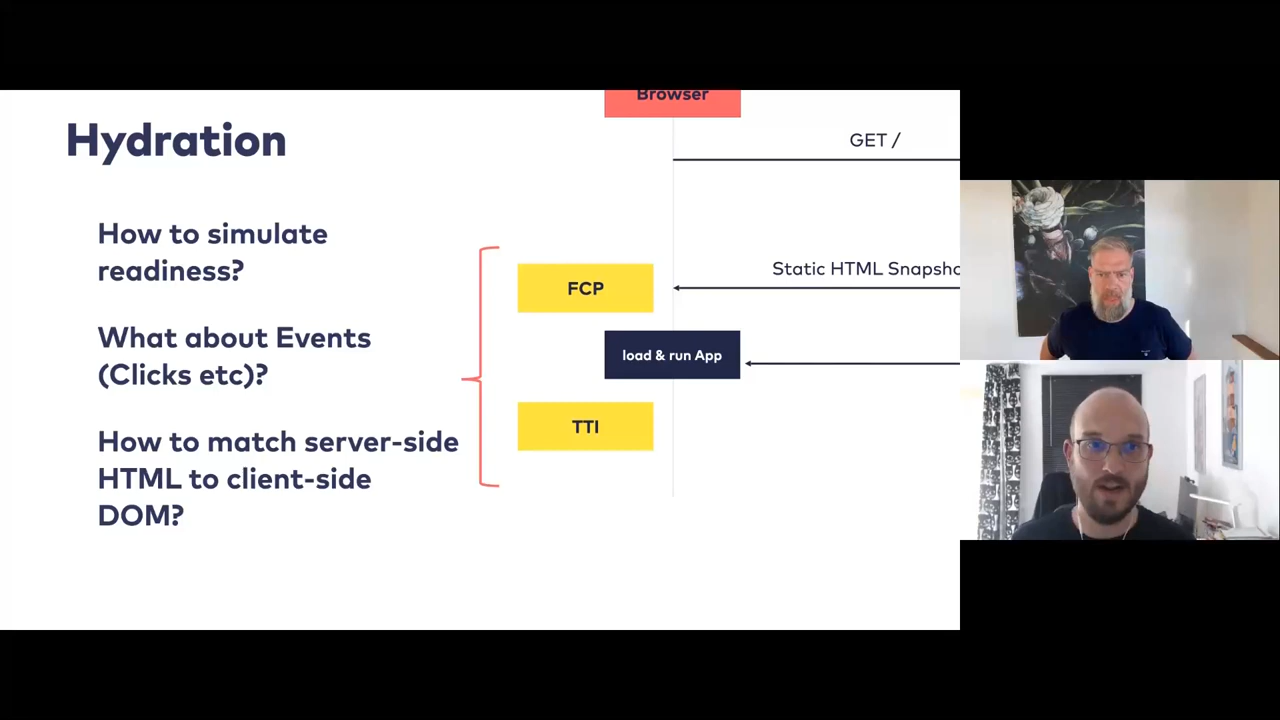 Browser
Hydration
GET /
How to simulate
readiness?
Static HTML Snapsho
FCP
What about Events
(Clicks etc)?
load & run App
TTI
How to match server-side
HTML to client-side
DOM?